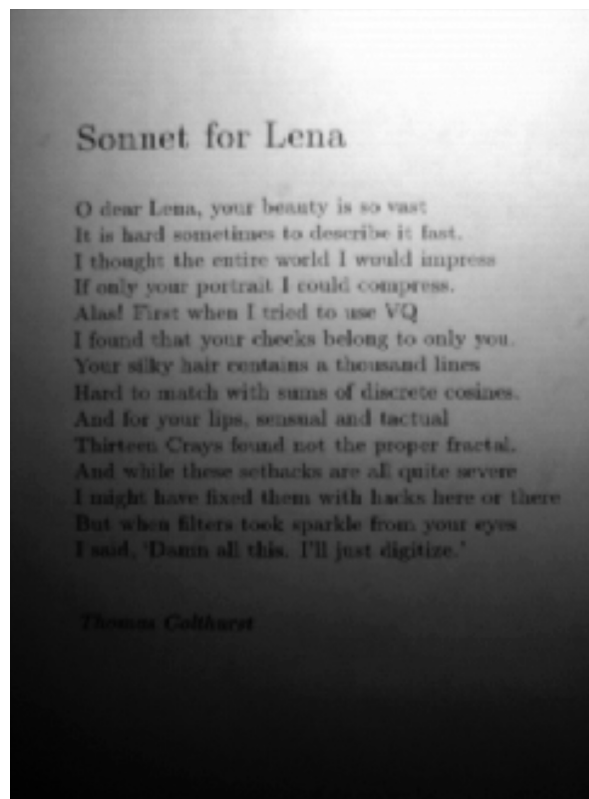 Sonnet for Lena
O dear Lena, your beauty is so vast
It is hard sometimes to describe it fast.
I thought the entire world I would impress
If only your portrait I could compress.
Alas! First when I tried to use VQ
I found that your cheeks belong to only you.
Your silky hair contains a thousand lines
Hard to match with sums of discrete cosines.
And for your lips, sensual and tactual
Thirteen Crays found not the proper fractal.
And while these setbacks are all quite severe
I might have fixed them with hacks here or there
But when filters took sparkle from your eyes
I said, 'Damn all this. I'll just digitize.'
Thomas Colthurst